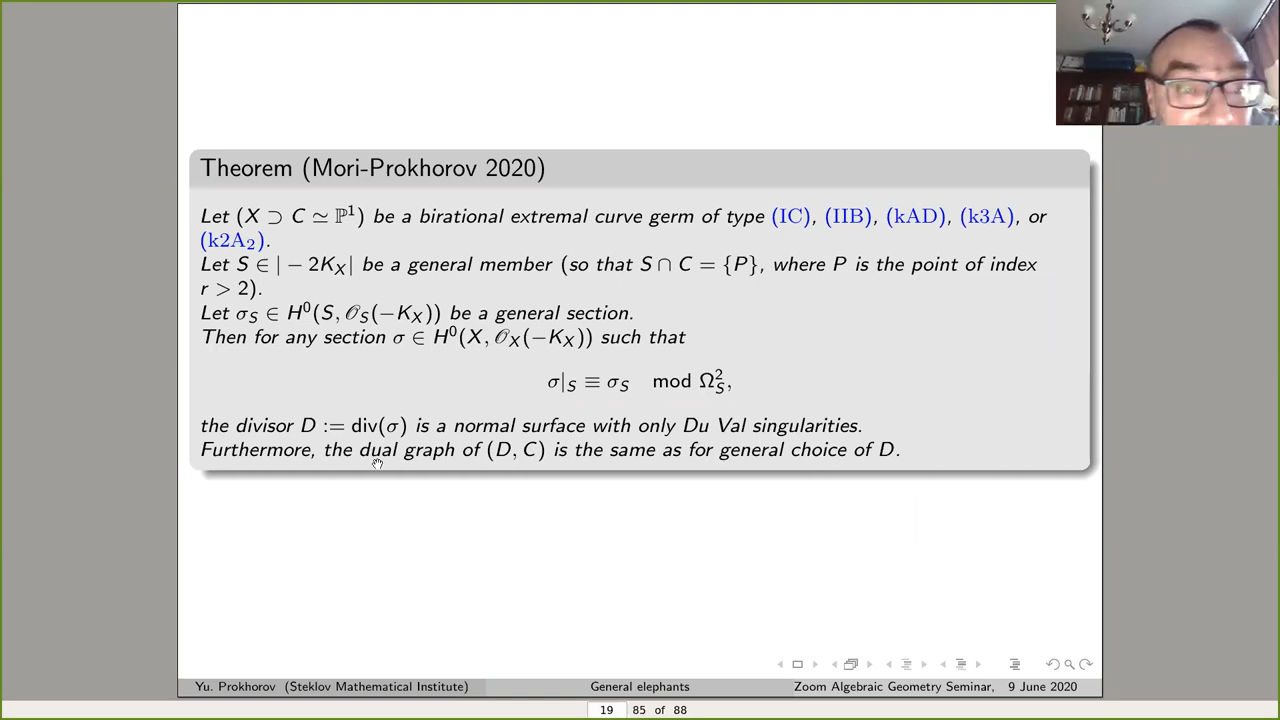 Theorem (Mori-Prokhorov 2020)
Let (X ⊃ C ≃ ℙ¹) be a birational extremal curve germ of type (IC), (IIB), (kAD), (k3A), or
(k2A₂).
Let S ∈ | − 2K_X| be a general member (so that S ∩ C = {P}, where P is the point of index
r > 2).
Let σ_S ∈ H⁰(S, 𝒪_S(−K_X)) be a general section.
Then for any section σ ∈ H⁰(X, 𝒪_X(−K_X)) such that
σ|_S ≡ σ_S mod Ω²_S,
the divisor D := div(σ) is a normal surface with only Du Val singularities.
Furthermore, the dual graph of (D, C) is the same as for general choice of D.
Yu. Prokhorov (Steklov Mathematical Institute) General elephants Zoom Algebraic Geometry Seminar, 9 June 2020
19 85 of 88